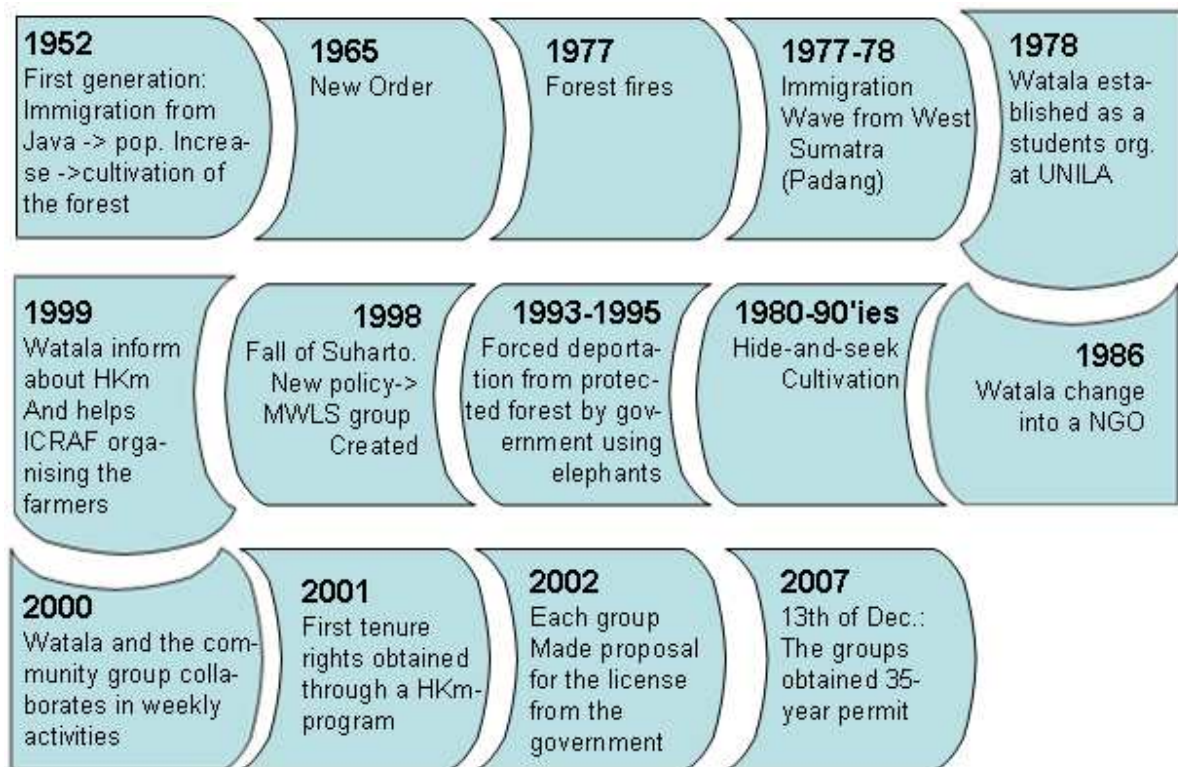 1952
First generation:
Immigration from
Java -> pop. Increa-
se ->cultivation of
the forest
1965
New Order
1977
Forest fires
1977-78
Immigration
Wave from West
Sumatra
(Padang)
1978
Watala esta-
blished as a
students org.
at UNILA
1986
Watala change
into a NGO
1980-90'ies
Hide-and-seek
Cultivation
1993-1995
Forced deporta-
tion from protec-
ted forest by gov-
ernment using
elephants
1998
Fall of Suharto.
New policy->
MWLS group
Created
1999
Watala inform
about HKm
And helps
ICRAF orga-
nising the
farmers
2000
Watala and the com-
munity group colla-
borates in weekly
activities
2001
First tenure
rights obtained
through a HKm-
program
2002
Each group
Made proposal
for the license
from the
government
2007
13th of Dec.:
The groups
obtained 35-
year permit